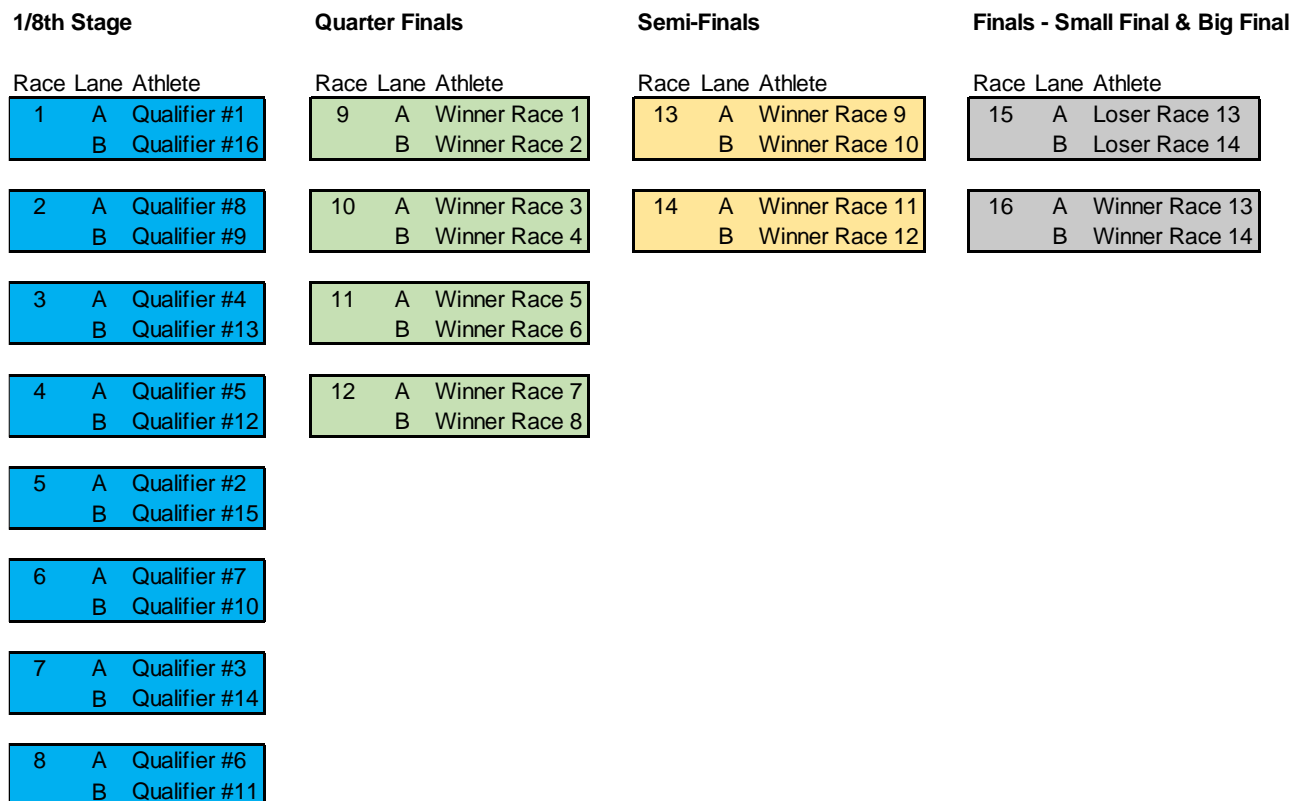 1/8th Stage Quarter Finals Semi-Finals Finals - Small Final & Big Final
Race Lane Athlete Race Lane Athlete Race Lane Athlete Race Lane Athlete
1 A Qualifier #1 9 A Winner Race 1 13 A Winner Race 9 15 A Loser Race 13
B Qualifier #16 B Winner Race 2 B Winner Race 10 B Loser Race 14
2 A Qualifier #8 10 A Winner Race 3 14 A Winner Race 11 16 A Winner Race 13
B Qualifier #9 B Winner Race 4 B Winner Race 12 B Winner Race 14
3 A Qualifier #4 11 A Winner Race 5
B Qualifier #13 B Winner Race 6
4 A Qualifier #5 12 A Winner Race 7
B Qualifier #12 B Winner Race 8
5 A Qualifier #2
B Qualifier #15
6 A Qualifier #7
B Qualifier #10
7 A Qualifier #3
B Qualifier #14
8 A Qualifier #6
B Qualifier #11